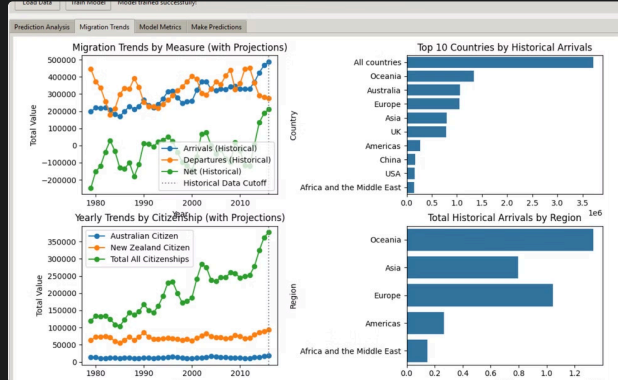 Load Data Train Model Model trained successfully!
Prediction Analysis Migration Trends Model Metrics Make Predictions
Migration Trends by Measure (with Projections)
Total Value
500000
400000
300000
200000
100000
0
−100000
−200000
Arrivals (Historical)
Departures (Historical)
Net (Historical)
Historical Data Cutoff
1980 1990 2000 2010
Year
Top 10 Countries by Historical Arrivals
Country
All countries
Oceania
Australia
Europe
Asia
UK
Americas
China
USA
Africa and the Middle East
0.0 0.5 1.0 1.5 2.0 2.5 3.0 3.5
1e6
Yearly Trends by Citizenship (with Projections)
Total Value
350000
300000
250000
200000
150000
100000
50000
0
Australian Citizen
New Zealand Citizen
Total All Citizenships
1980 1990 2000 2010
Total Historical Arrivals by Region
Region
Oceania
Asia
Europe
Americas
Africa and the Middle East
0.0 0.2 0.4 0.6 0.8 1.0 1.2